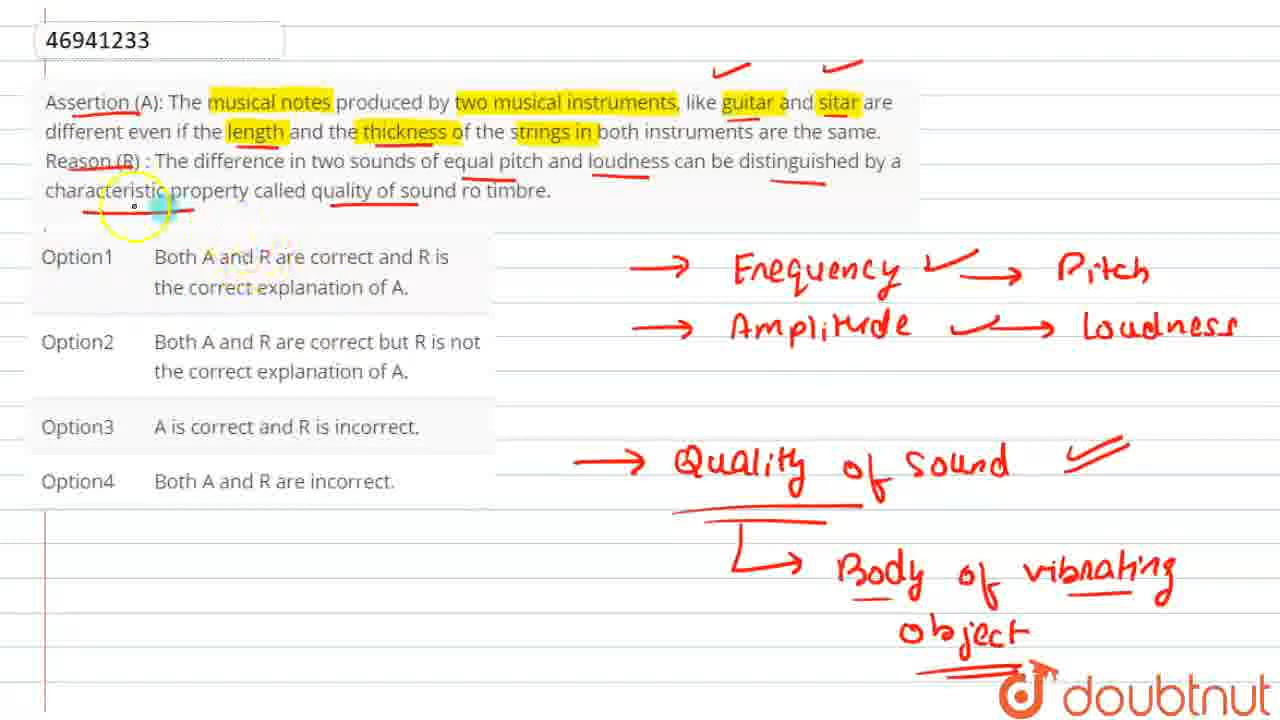 46941233
Assertion (A): The musical notes produced by two musical instruments, like guitar and sitar are
different even if the length and the thickness of the strings in both instruments are the same.
Reason (R) : The difference in two sounds of equal pitch and loudness can be distinguished by a
characteristic property called quality of sound ro timbre.
Option1 Both A and R are correct and R is
the correct explanation of A.
Option2 Both A and R are correct but R is not
the correct explanation of A.
Option3 A is correct and R is incorrect.
Option4 Both A and R are incorrect.
→ Frequency ✓ → Pitch
→ Amplitude ✓ → Loudness
→ Quality of sound
→ Body of vibrating
object
doubtnut